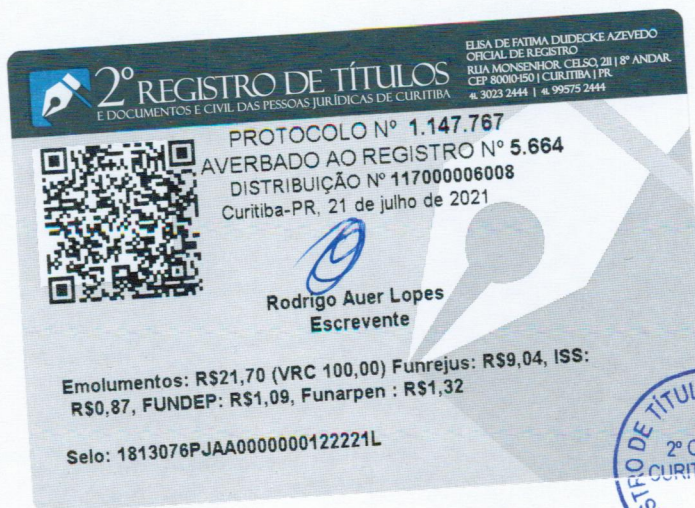 2º REGISTRO DE TÍTULOS
E DOCUMENTOS E CIVIL DAS PESSOAS JURÍDICAS DE CURITIBA
ELISA DE FATIMA DUDECKE AZEVEDO
OFICIAL DE REGISTRO
RUA MONSENHOR CELSO, 211 | 8º ANDAR
CEP 80010-150 | CURITIBA | PR
41. 3023 2444 | 41. 99575 2444
PROTOCOLO Nº 1.147.767
AVERBADO AO REGISTRO Nº 5.664
DISTRIBUIÇÃO Nº 117000006008
Curitiba-PR, 21 de julho de 2021
Rodrigo Auer Lopes
Escrevente
Emolumentos: R$21,70 (VRC 100,00) Funrejus: R$9,04, ISS:
R$0,87, FUNDEP: R$1,09, Funarpen : R$1,32
Selo: 1813076PJAA0000000122221L
2º